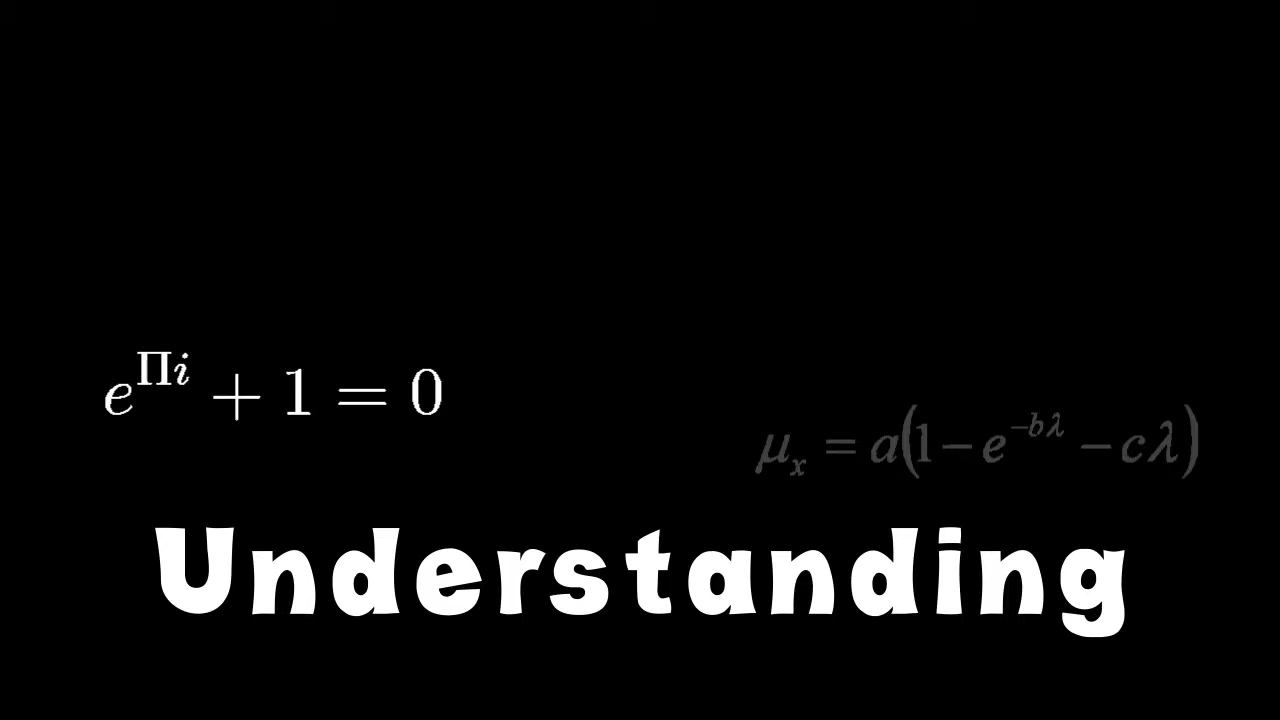 e^{Πi} + 1 = 0
μ_x = a(1 − e^{−bλ} − cλ)
Understanding